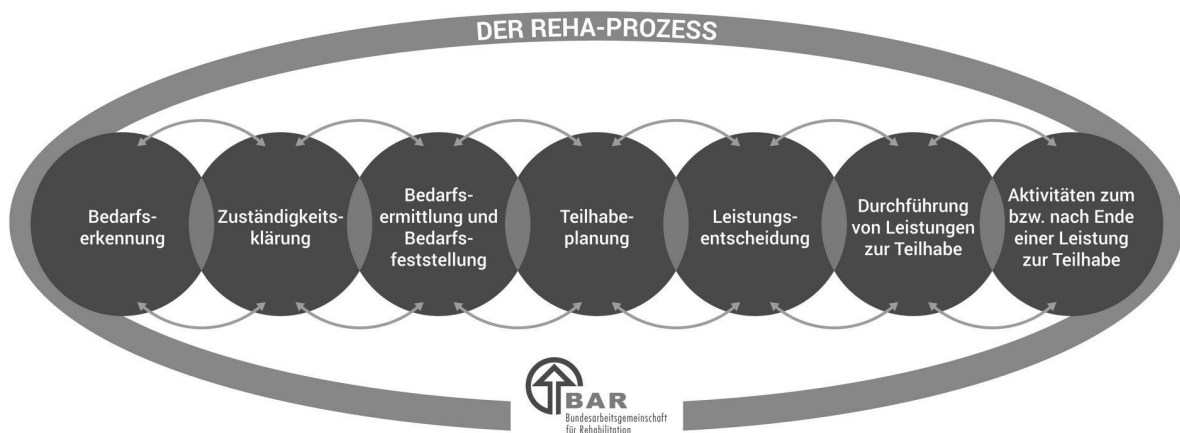 DER REHA-PROZESS
Bedarfs-
erkennung
Zuständigkeits-
klärung
Bedarfs-
ermittlung und
Bedarfs-
feststellung
Teilhabe-
planung
Leistungs-
entscheidung
Durchführung
von Leistungen
zur Teilhabe
Aktivitäten zum
bzw. nach Ende
einer Leistung
zur Teilhabe
BAR
Bundesarbeitsgemeinschaft
für Rehabilitation